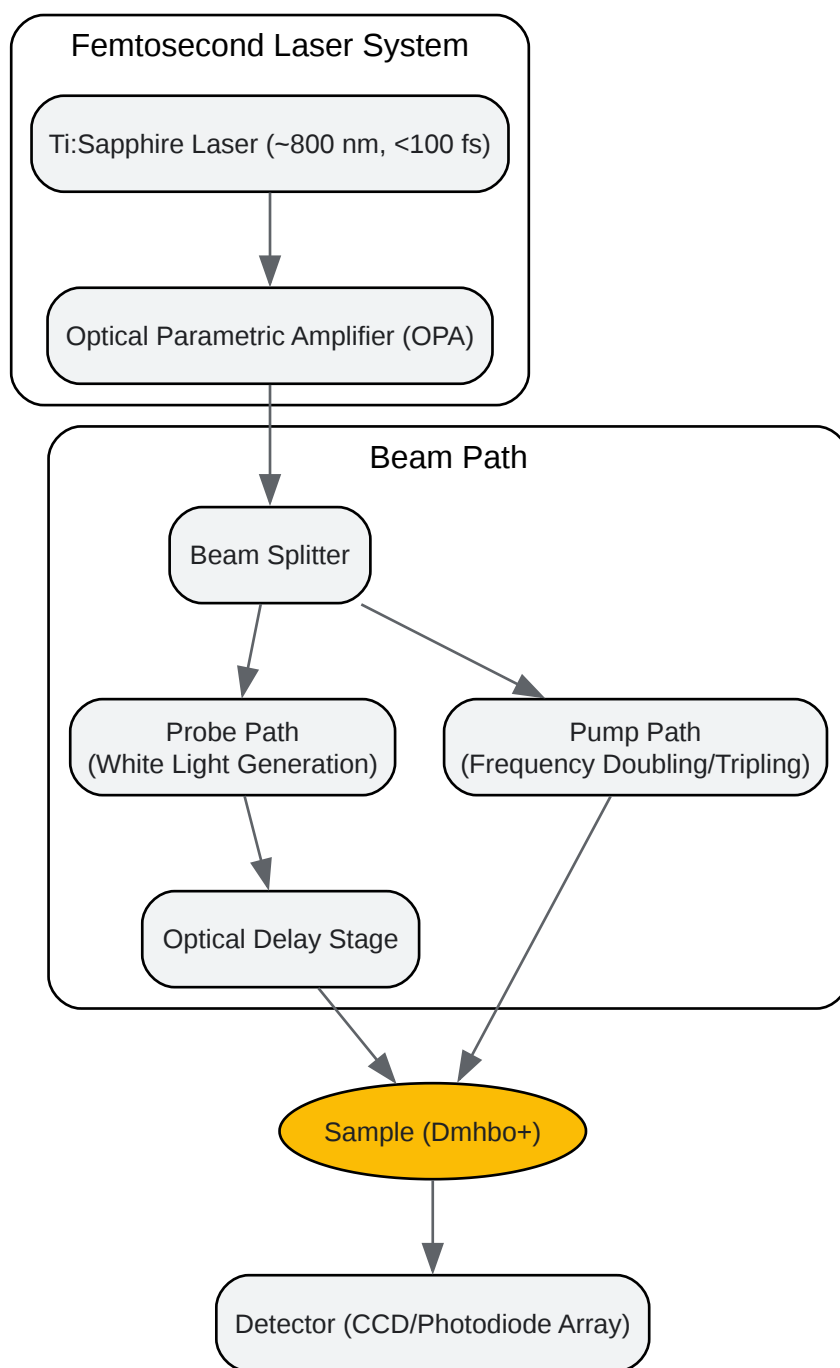 Femtosecond Laser System
Ti:Sapphire Laser (~800 nm, <100 fs)
Optical Parametric Amplifier (OPA)
Beam Path
Beam Splitter
Probe Path
(White Light Generation)
Pump Path
(Frequency Doubling/Tripling)
Optical Delay Stage
Sample (Dmhbo+)
Detector (CCD/Photodiode Array)